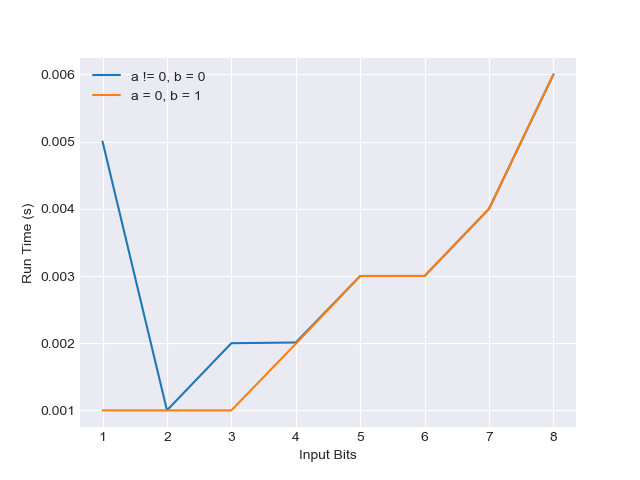 a != 0, b = 0
a = 0, b = 1
0.006
0.005
0.004
0.003
0.002
0.001
Run Time (s)
1 2 3 4 5 6 7 8
Input Bits